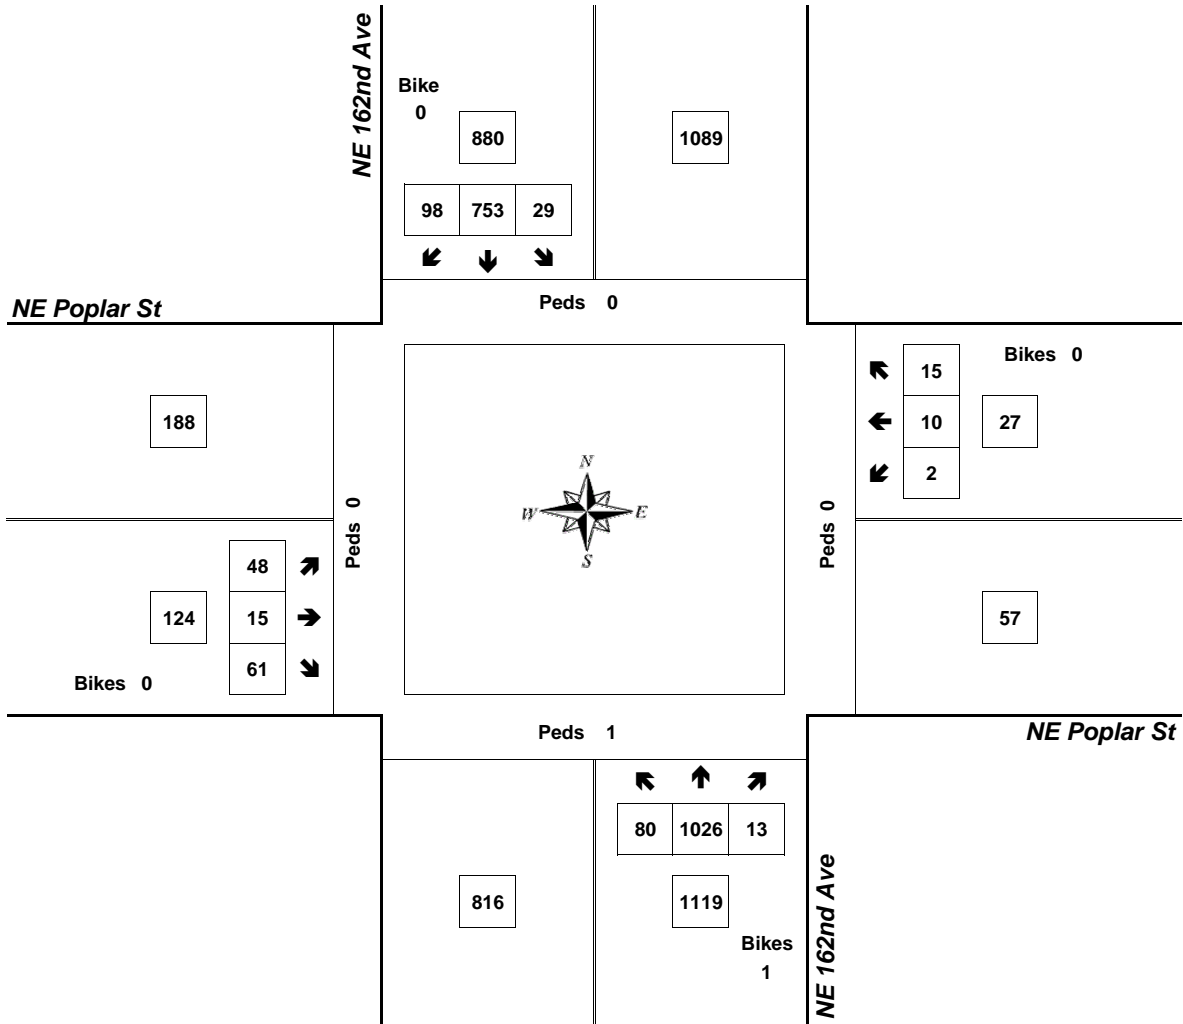 NE 162nd Ave
Bike
0
880
1089
98 753 29
Peds 0
NE Poplar St
15
Bikes 0
188
10
27
2
N
W E
S
Peds 0
Peds 0
48
124
15
57
61
Bikes 0
Peds 1
NE Poplar St
80 1026 13
816
1119
Bikes
1
NE 162nd Ave